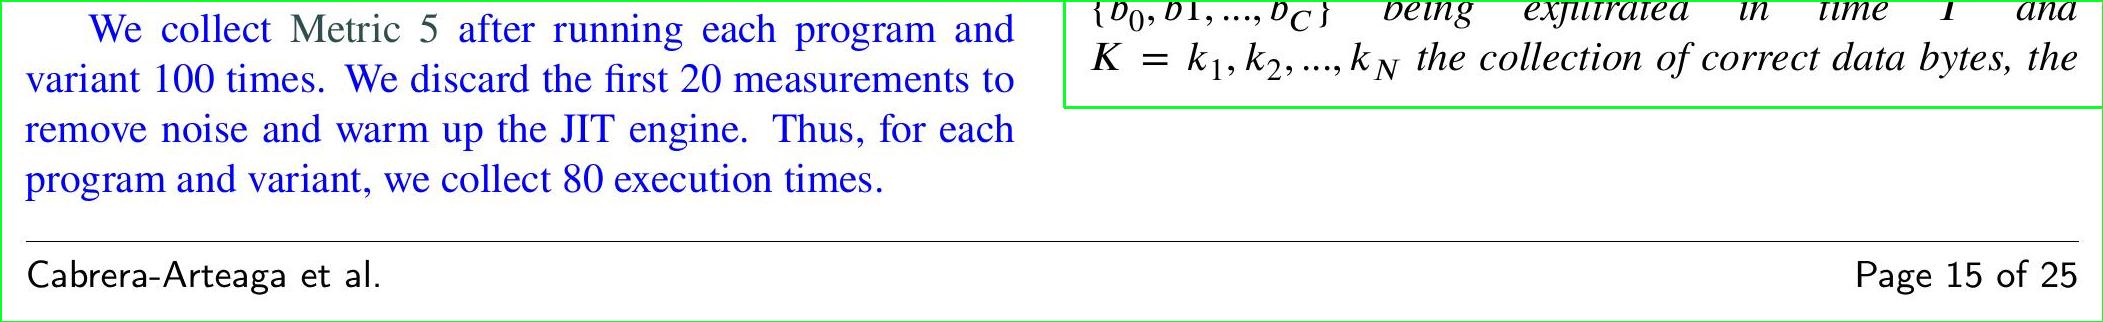 We collect Metric 5 after running each program and
variant 100 times. We discard the first 20 measurements to
remove noise and warm up the JIT engine. Thus, for each
program and variant, we collect 80 execution times.
{b_0, b1, ..., b_C} being exfiltrated in time T and
K = k_1, k_2, ..., k_N the collection of correct data bytes, the
Cabrera-Arteaga et al.
Page 15 of 25